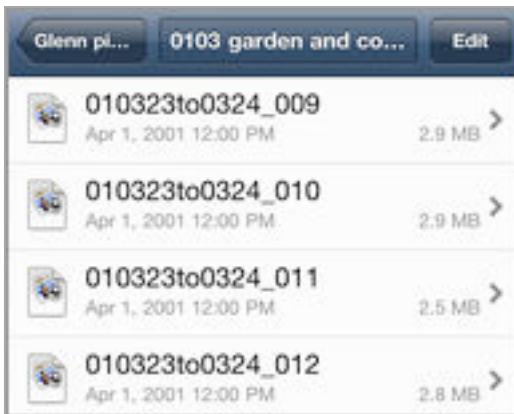 Glenn pi... 0103 garden and co... Edit
010323to0324_009
Apr 1, 2001 12:00 PM 2.9 MB
010323to0324_010
Apr 1, 2001 12:00 PM 2.9 MB
010323to0324_011
Apr 1, 2001 12:00 PM 2.5 MB
010323to0324_012
Apr 1, 2001 12:00 PM 2.8 MB